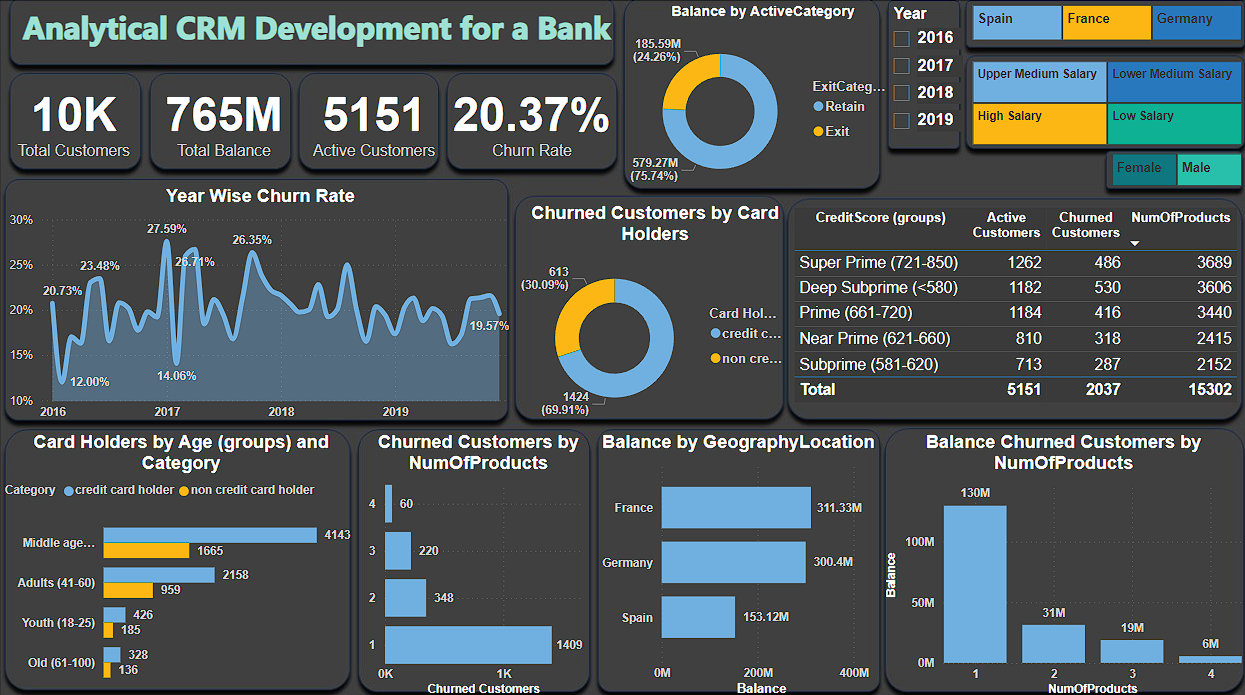 Analytical CRM Development for a Bank
10K
Total Customers
765M
Total Balance
5151
Active Customers
20.37%
Churn Rate
Balance by ActiveCategory
185.59M
(24.26%)
579.27M
(75.74%)
ExitCateg...
Retain
Exit
Year
2016
2017
2018
2019
Spain
France
Germany
Upper Medium Salary
Lower Medium Salary
High Salary
Low Salary
Female
Male
Year Wise Churn Rate
30%
25%
20%
15%
10%
20.73%
12.00%
23.48%
27.59%
14.06%
26.71%
26.35%
19.57%
2016
2017
2018
2019
Churned Customers by Card
Holders
613
(30.09%)
1424
(69.91%)
Card Hol...
credit c...
non cre...
CreditScore (groups) Active Customers Churned Customers NumOfProducts
Super Prime (721-850) 1262 486 3689
Deep Subprime (<580) 1182 530 3606
Prime (661-720) 1184 416 3440
Near Prime (621-660) 810 318 2415
Subprime (581-620) 713 287 2152
Total 5151 2037 15302
Card Holders by Age (groups) and
Category
Category credit card holder non credit card holder
Middle age... 4143
1665
Adults (41-60) 2158
959
Youth (18-25) 426
185
Old (61-100) 328
136
Churned Customers by
NumOfProducts
4 60
3 220
2 348
1 1409
0K 1K
Churned Customers
Balance by GeographyLocation
France 311.33M
Germany 300.4M
Spain 153.12M
0M 200M 400M
Balance
Balance Churned Customers by
NumOfProducts
Balance
100M
50M
0M
130M
31M
19M
6M
1 2 3 4
NumOfProducts